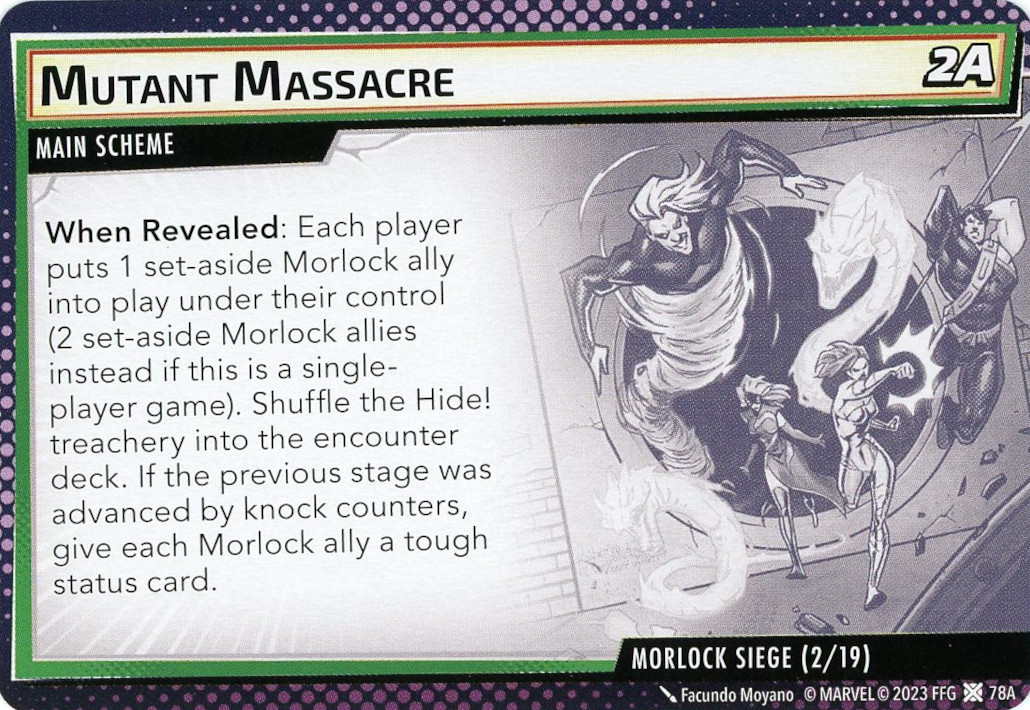 MUTANT MASSACRE
2A
MAIN SCHEME
When Revealed: Each player
puts 1 set-aside Morlock ally
into play under their control
(2 set-aside Morlock allies
instead if this is a single-
player game). Shuffle the Hide!
treachery into the encounter
deck. If the previous stage was
advanced by knock counters,
give each Morlock ally a tough
status card.
MORLOCK SIEGE (2/19)
Facundo Moyano © MARVEL © 2023 FFG 78A